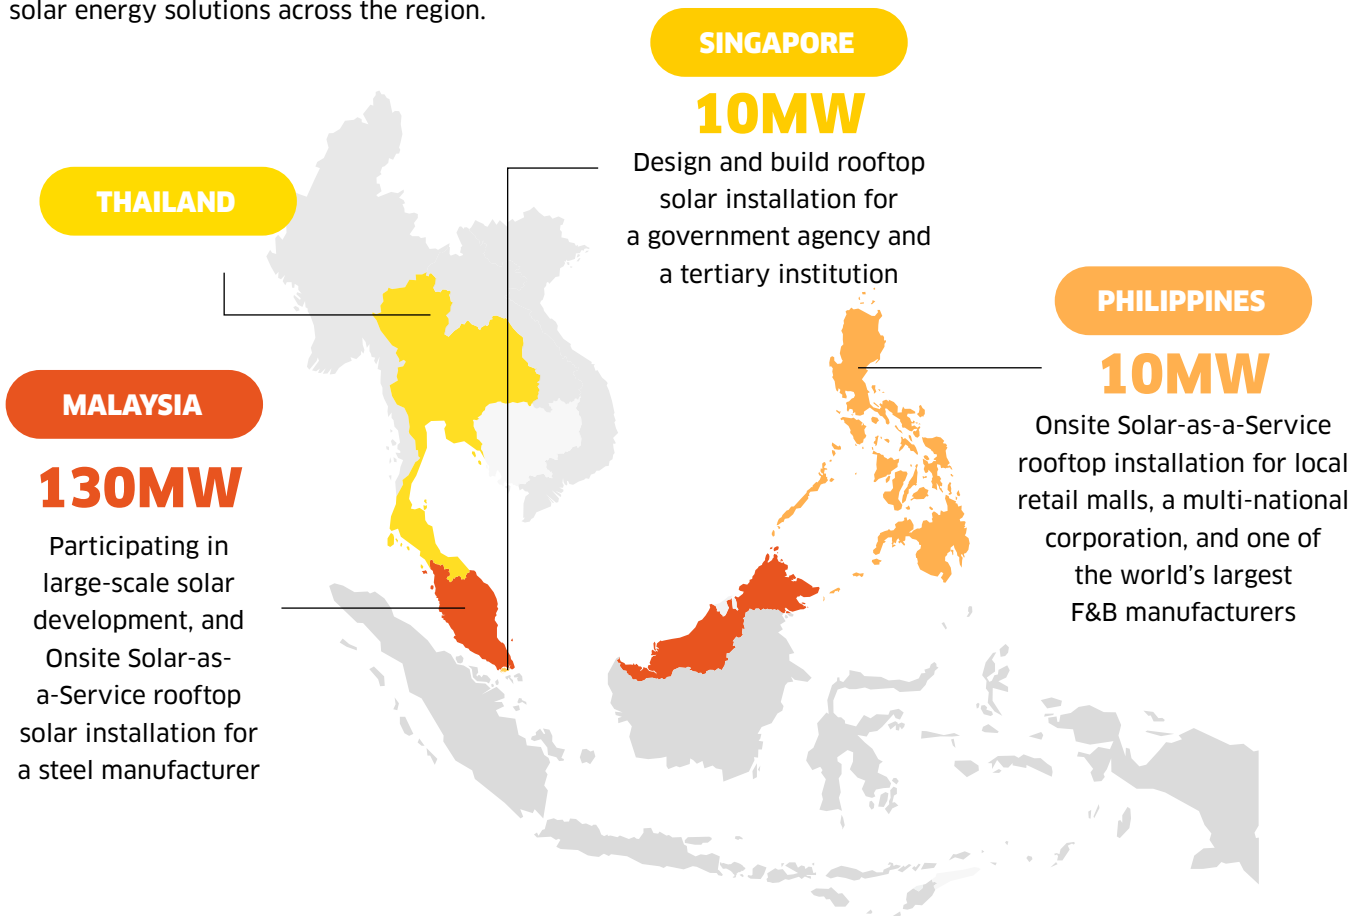 solar energy solutions across the region.
SINGAPORE
10MW
Design and build rooftop
solar installation for
a government agency and
a tertiary institution
THAILAND
PHILIPPINES
10MW
Onsite Solar-as-a-Service
rooftop installation for local
retail malls, a multi-national
corporation, and one of
the world's largest
F&B manufacturers
MALAYSIA
130MW
Participating in
large-scale solar
development, and
Onsite Solar-as-
a-Service rooftop
solar installation for
a steel manufacturer